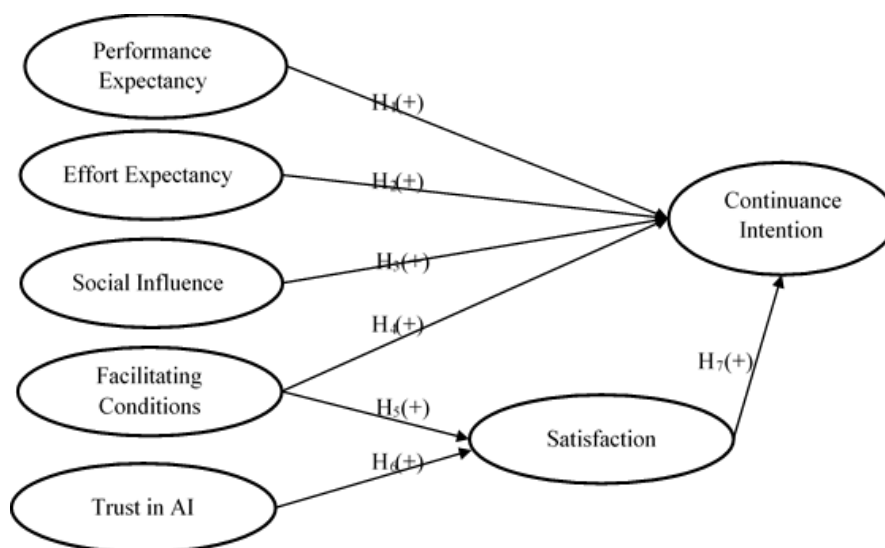 Performance
Expectancy
H₁(+)
Effort Expectancy
H₂(+)
Continuance
Intention
Social Influence
H₃(+)
H₄(+)
Facilitating
Conditions
H₅(+)
H₇(+)
Satisfaction
H₆(+)
Trust in AI